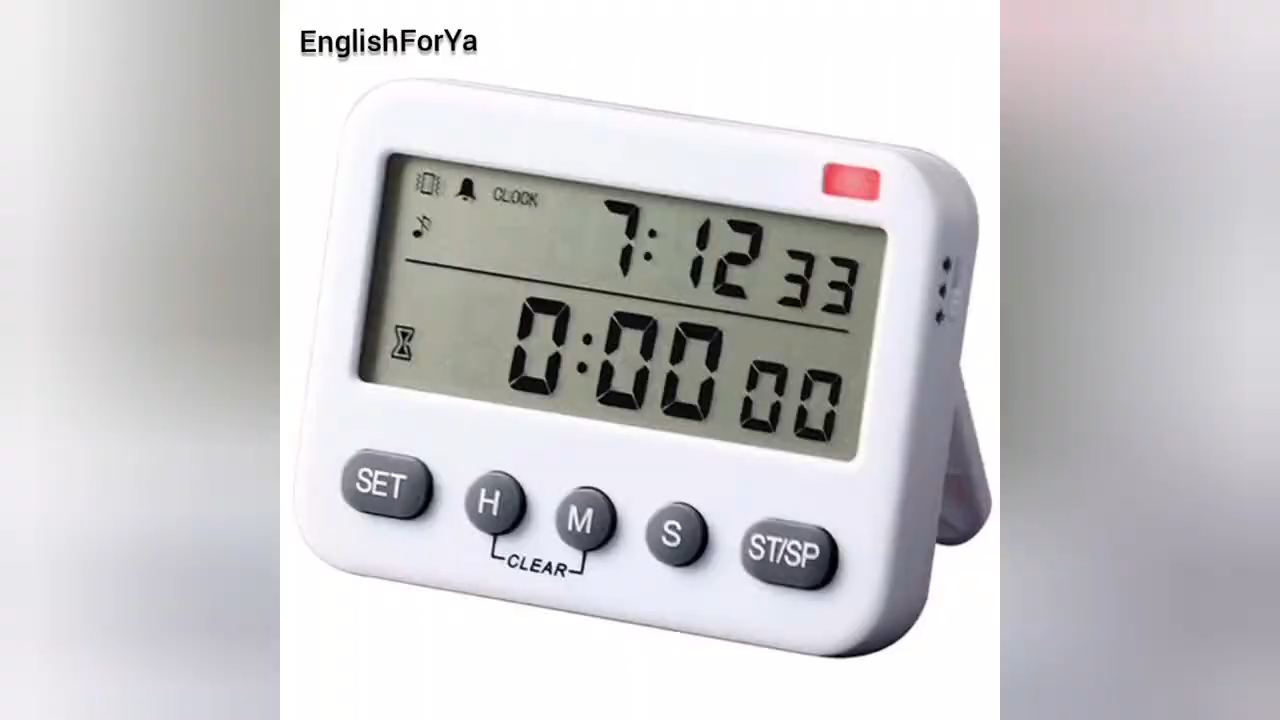 EnglishForYa
CLOCK
7:12 33
0:00 00
SET
H
M
S
ST/SP
CLEAR